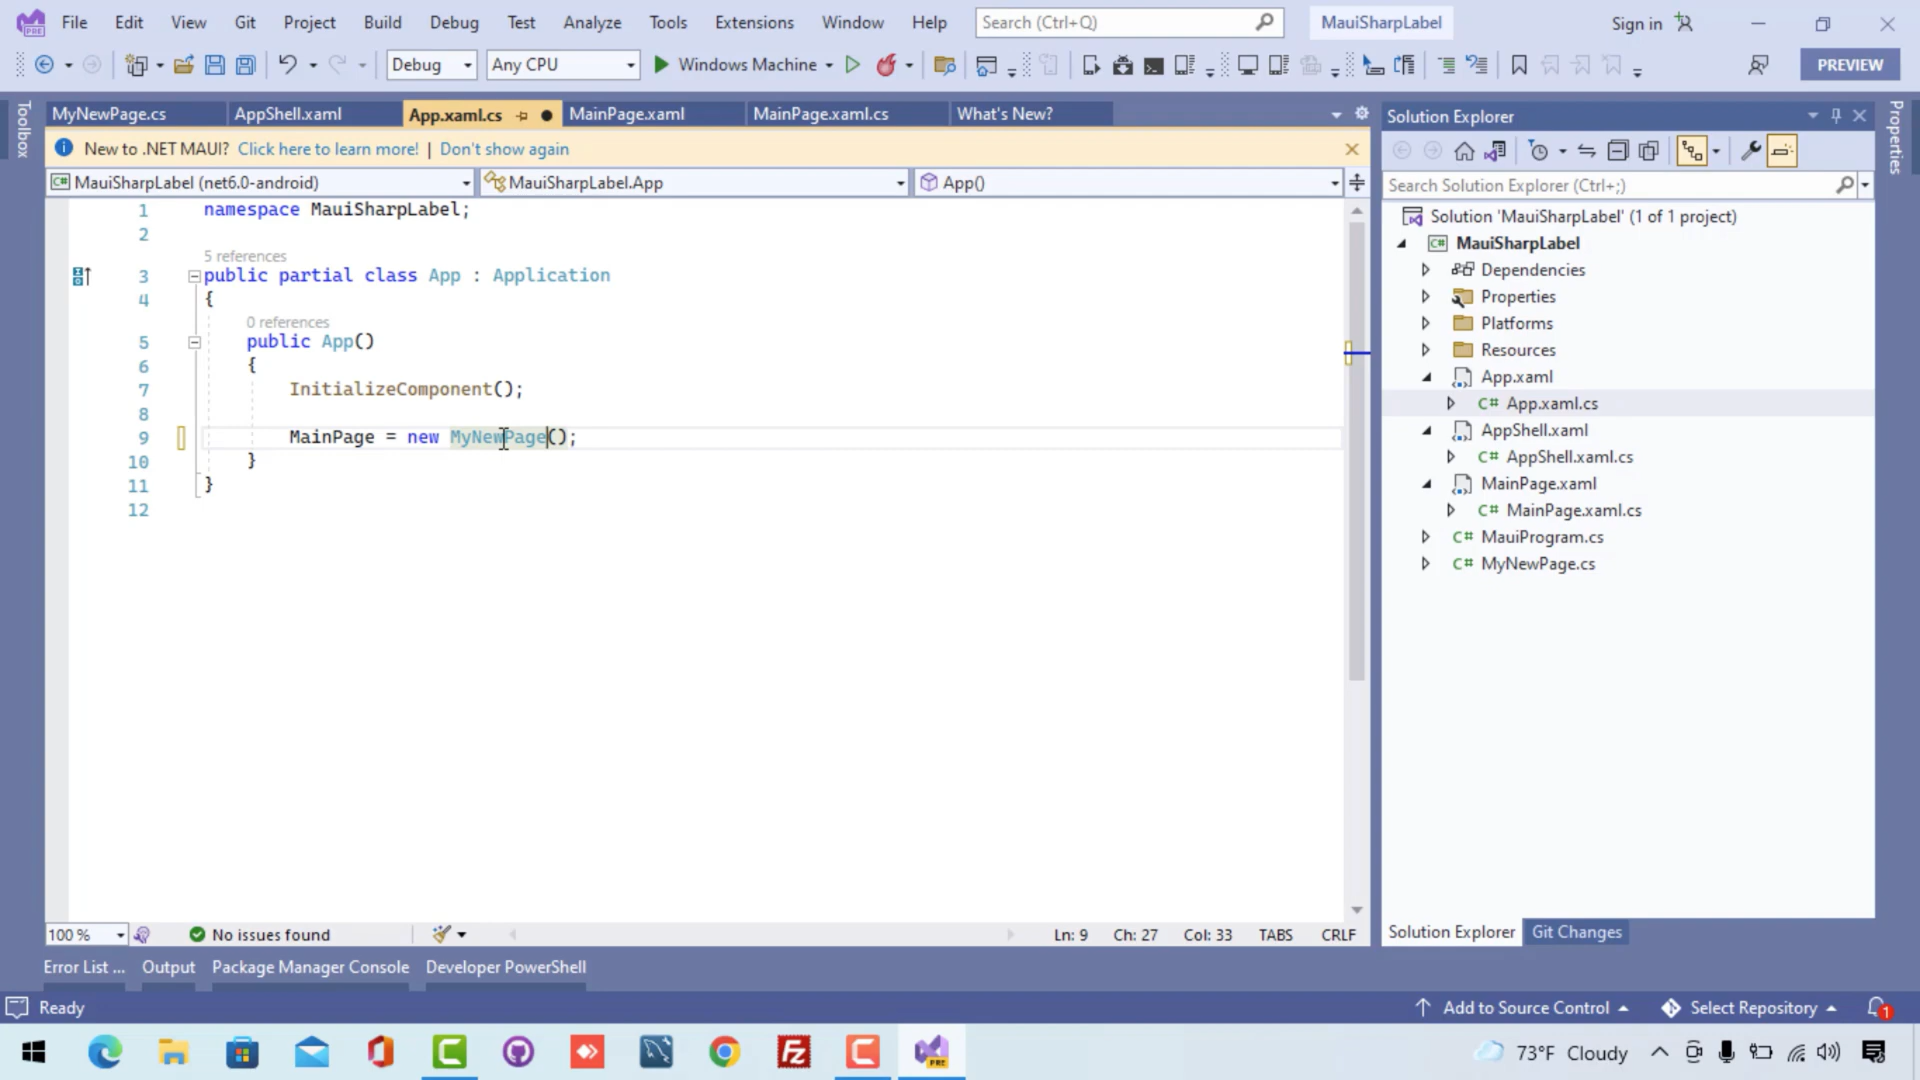 File Edit View Git Project Build Debug Test Analyze Tools Extensions Window Help Search (Ctrl+Q) MauiSharpLabel Sign in
PRE
Debug Any CPU Windows Machine PREVIEW
Toolbox
MyNewPage.cs AppShell.xaml App.xaml.cs MainPage.xaml MainPage.xaml.cs What's New?
New to .NET MAUI? Click here to learn more! | Don't show again
MauiSharpLabel (net6.0-android) MauiSharpLabel.App App()
1 namespace MauiSharpLabel;
2
5 references
3 public partial class App : Application
4 {
0 references
5 public App()
6 {
7 InitializeComponent();
8
9 MainPage = new MyNewPage();
10 }
11 }
12
100 % No issues found Ln: 9 Ch: 27 Col: 33 TABS CRLF
Error List ... Output Package Manager Console Developer PowerShell
Solution Explorer
Search Solution Explorer (Ctrl+;)
Solution 'MauiSharpLabel' (1 of 1 project)
C# MauiSharpLabel
Dependencies
Properties
Platforms
Resources
App.xaml
C# App.xaml.cs
AppShell.xaml
C# AppShell.xaml.cs
MainPage.xaml
C# MainPage.xaml.cs
C# MauiProgram.cs
C# MyNewPage.cs
Solution Explorer Git Changes
Properties
Ready Add to Source Control Select Repository 1
PRE
73°F Cloudy